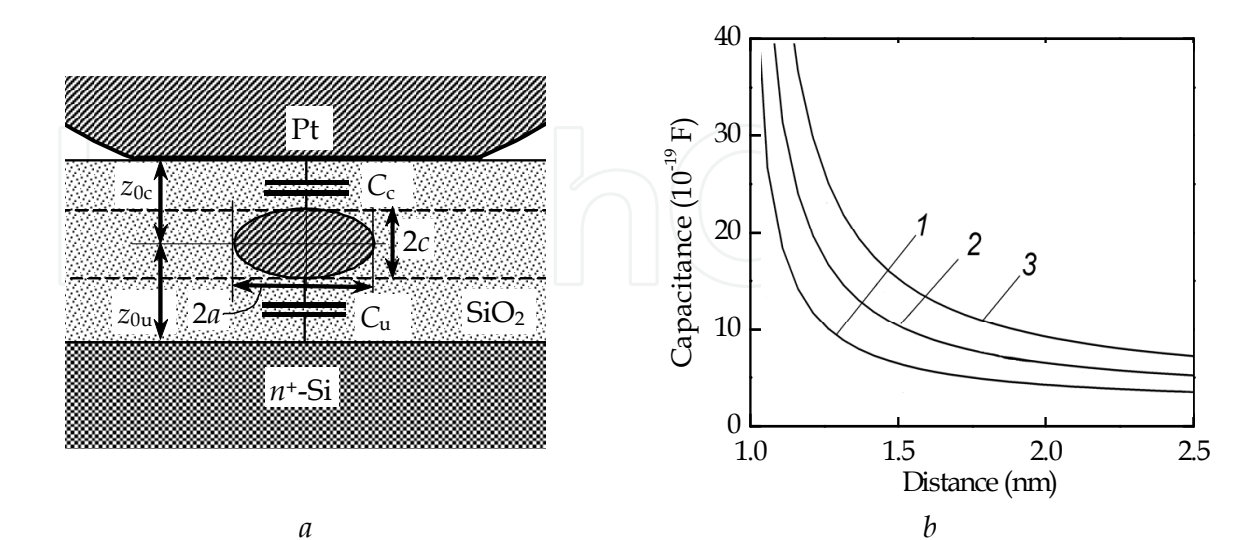 Pt
z₀c
Cc
2c
z₀u
2a
Cu
SiO₂
n⁺-Si
a
40
30
20
10
0
Capacitance (10⁻¹⁹ F)
1
2
3
1.0
1.5
2.0
2.5
Distance (nm)
b